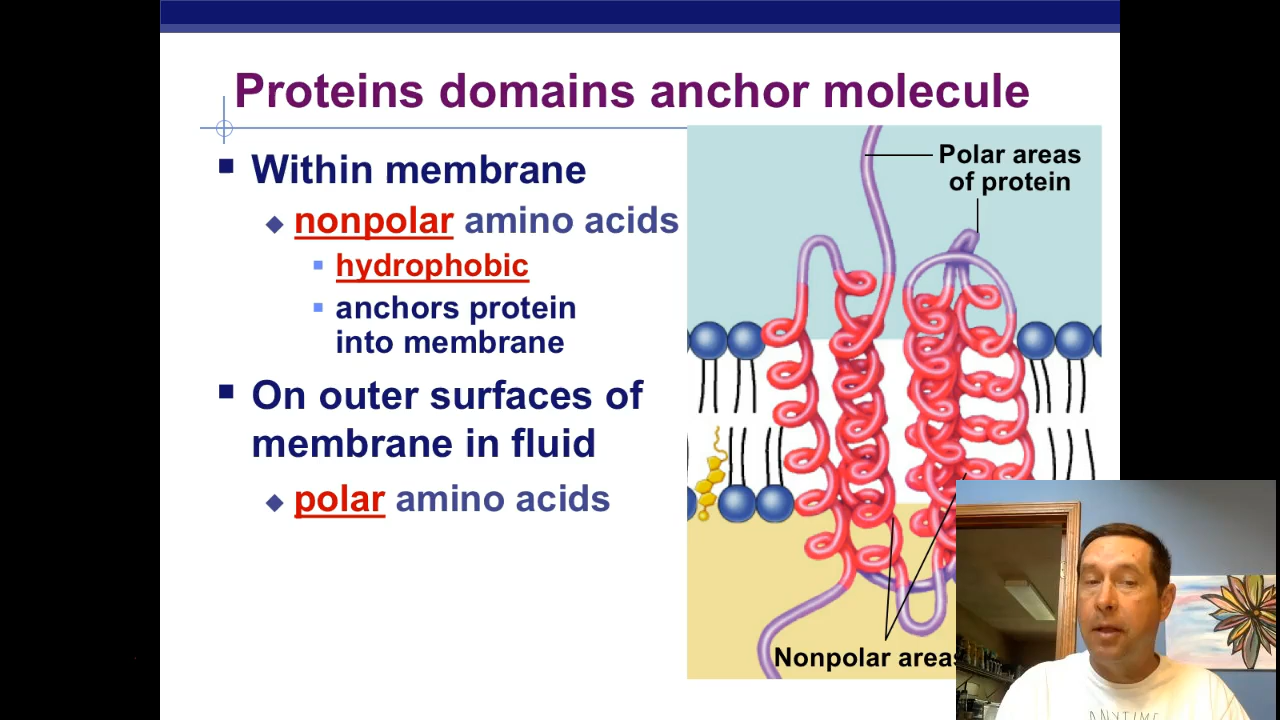 Proteins domains anchor molecule
Within membrane
nonpolar amino acids
hydrophobic
anchors protein
into membrane
On outer surfaces of
membrane in fluid
polar amino acids
Polar areas
of protein
Nonpolar areas
ANYTIME